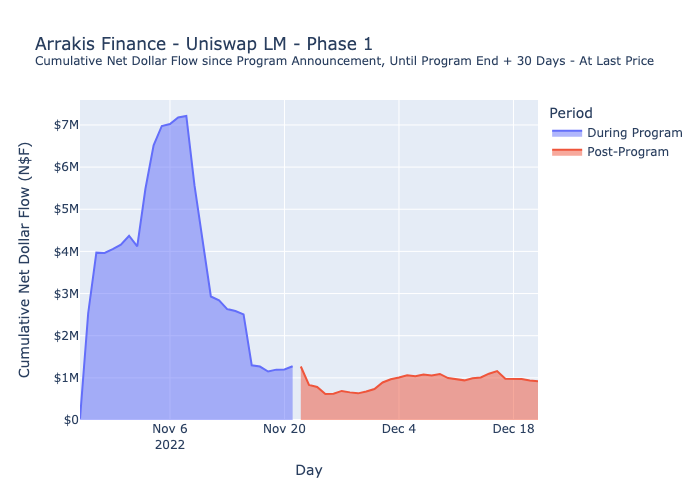 Arrakis Finance - Uniswap LM - Phase 1
Cumulative Net Dollar Flow since Program Announcement, Until Program End + 30 Days - At Last Price
Period
During Program
Post-Program
Cumulative Net Dollar Flow (N$F)
$7M
$6M
$5M
$4M
$3M
$2M
$1M
$0
Nov 6
2022
Nov 20
Dec 4
Dec 18
Day